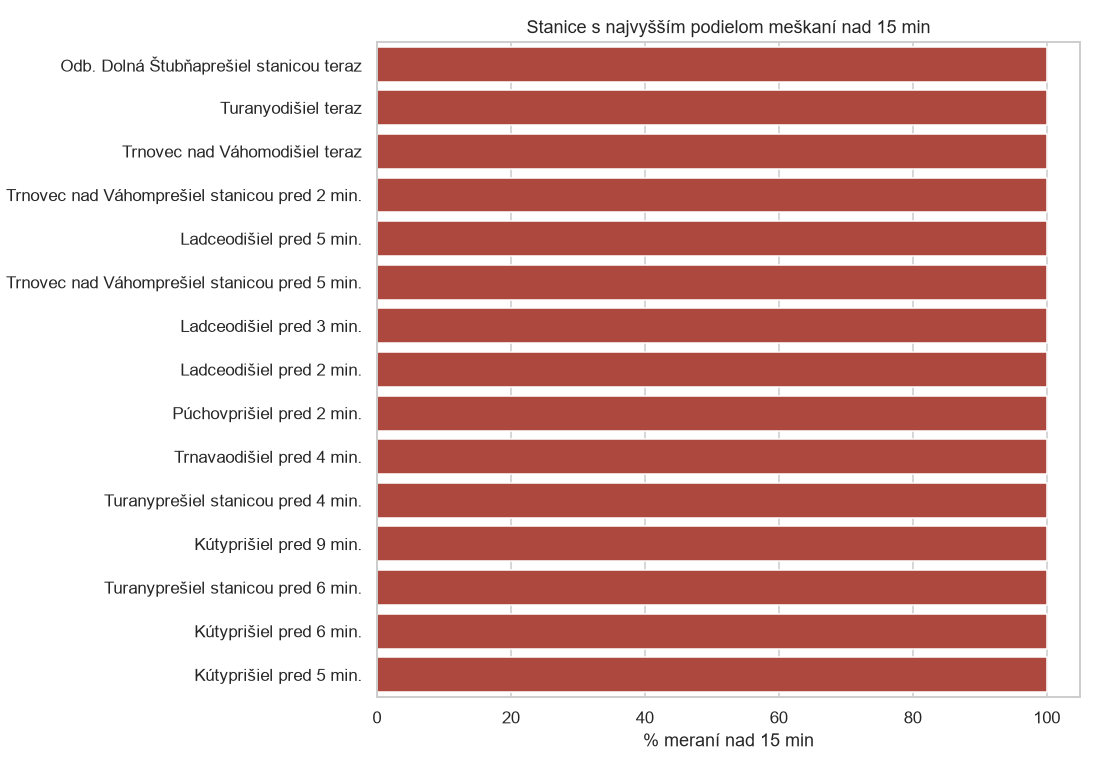 Stanice s najvyšším podielom meškaní nad 15 min
Odb. Dolná Štubňaprešiel stanicou teraz
Turanyodišiel teraz
Trnovec nad Váhomodišiel teraz
Trnovec nad Váhomprešiel stanicou pred 2 min.
Ladceodišiel pred 5 min.
Trnovec nad Váhomprešiel stanicou pred 5 min.
Ladceodišiel pred 3 min.
Ladceodišiel pred 2 min.
Púchovprišiel pred 2 min.
Trnavaodišiel pred 4 min.
Turanyprešiel stanicou pred 4 min.
Kútyprišiel pred 9 min.
Turanyprešiel stanicou pred 6 min.
Kútyprišiel pred 6 min.
Kútyprišiel pred 5 min.
0 20 40 60 80 100
% meraní nad 15 min